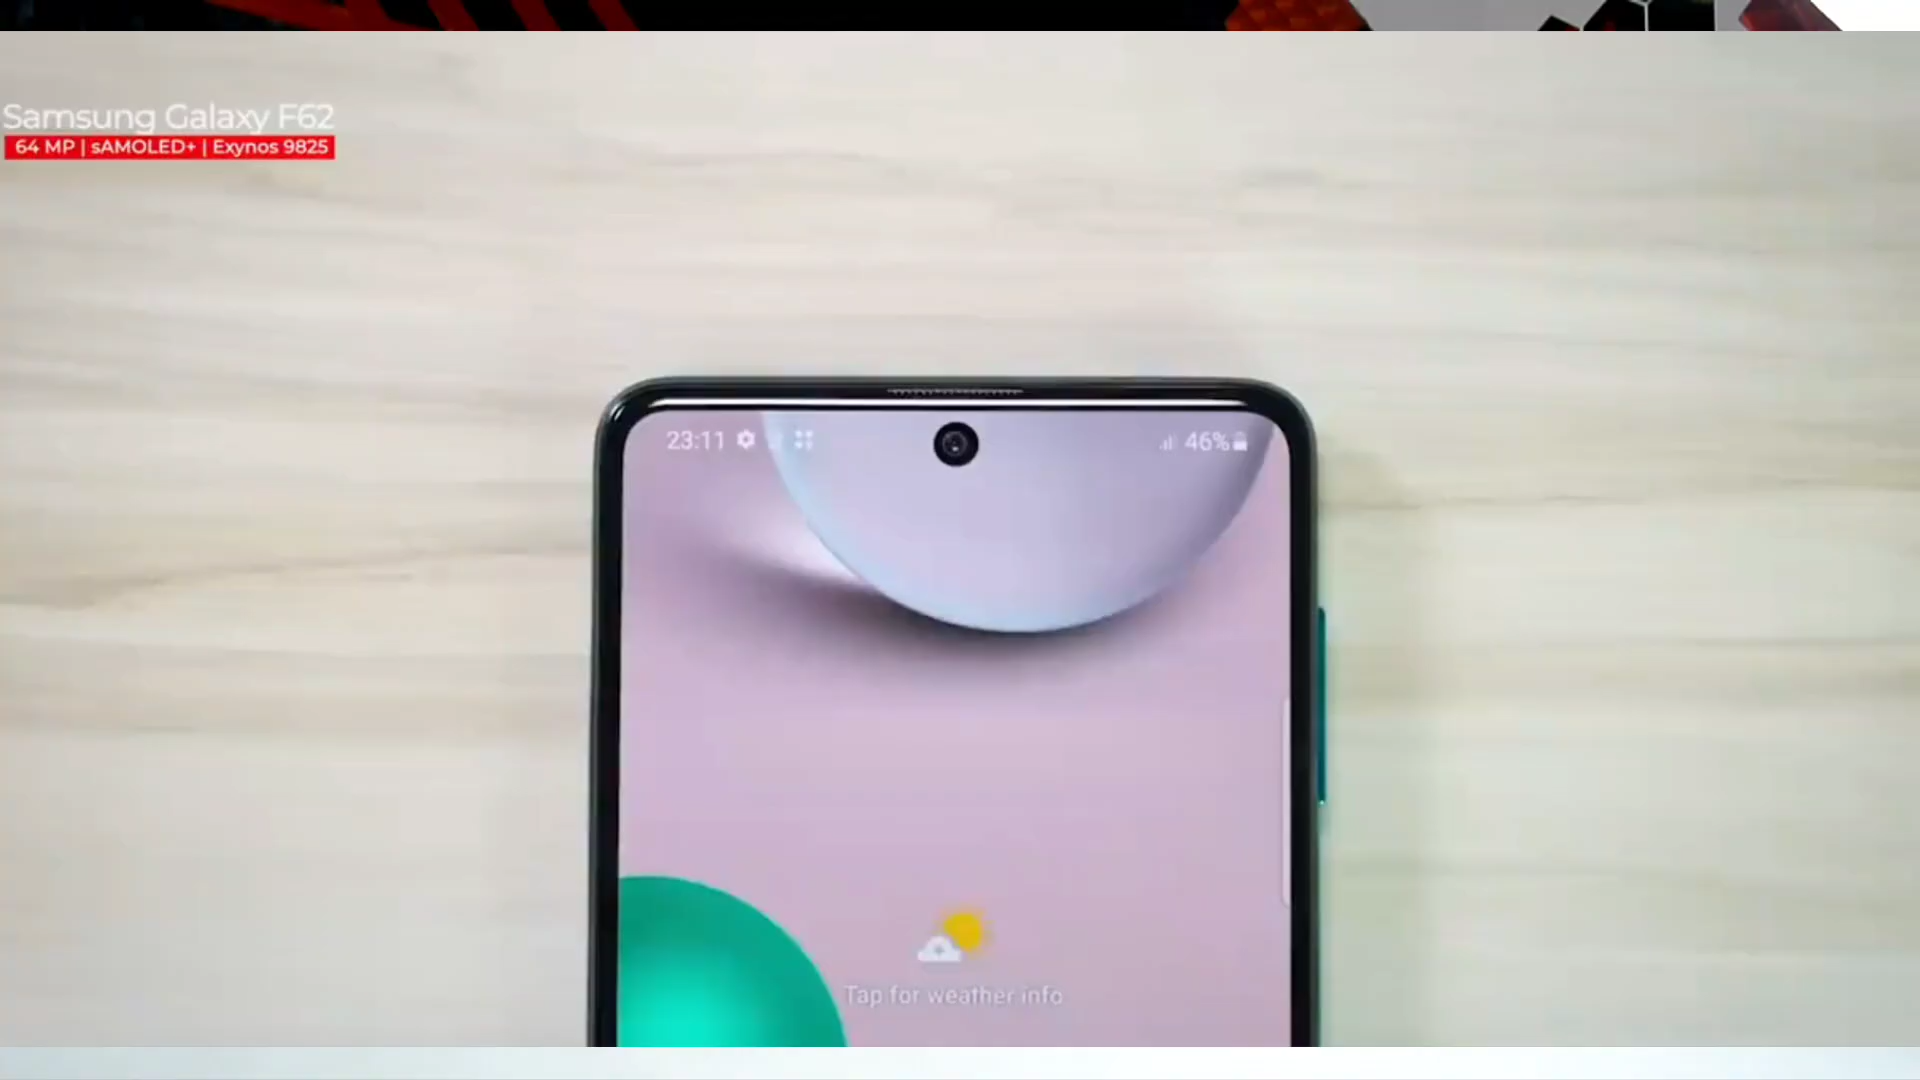 Samsung Galaxy F62
64 MP | sAMOLED+ | Exynos 9825
23:11
46%
Tap for weather info